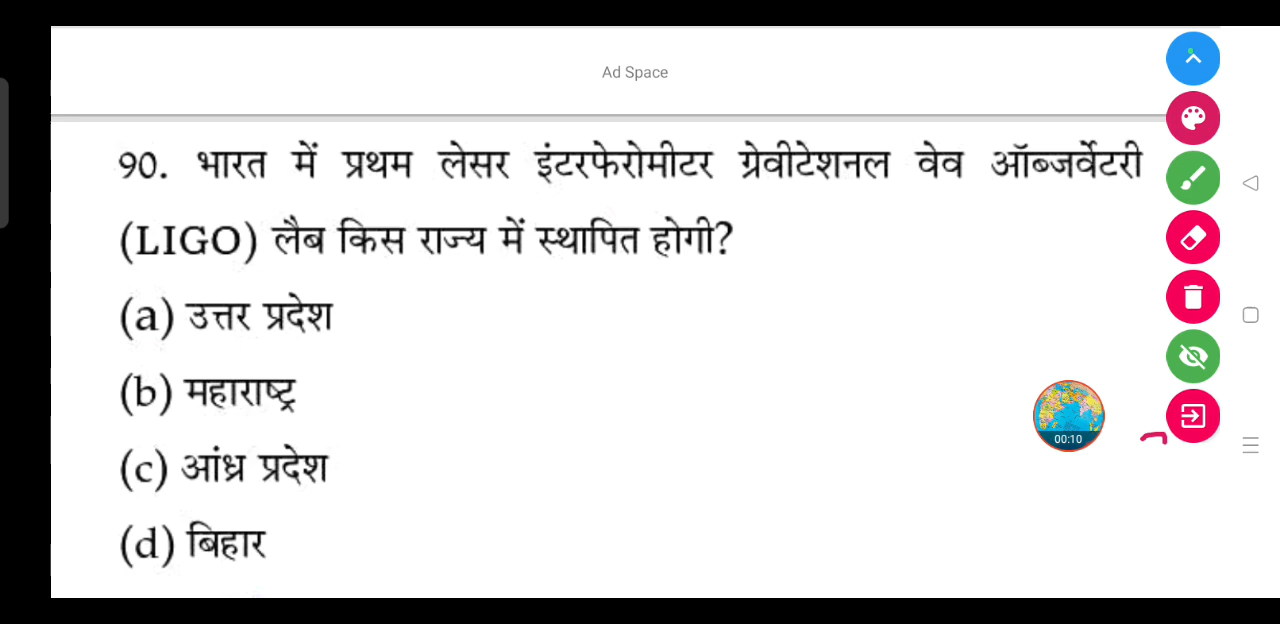 Ad Space
90. भारत में प्रथम लेसर इंटरफेरोमीटर ग्रेवीटेशनल वेव ऑब्जर्वेटरी
(LIGO) लैब किस राज्य में स्थापित होगी?
(a) उत्तर प्रदेश
(b) महाराष्ट्र
(c) आंध्र प्रदेश
(d) बिहार
00:10